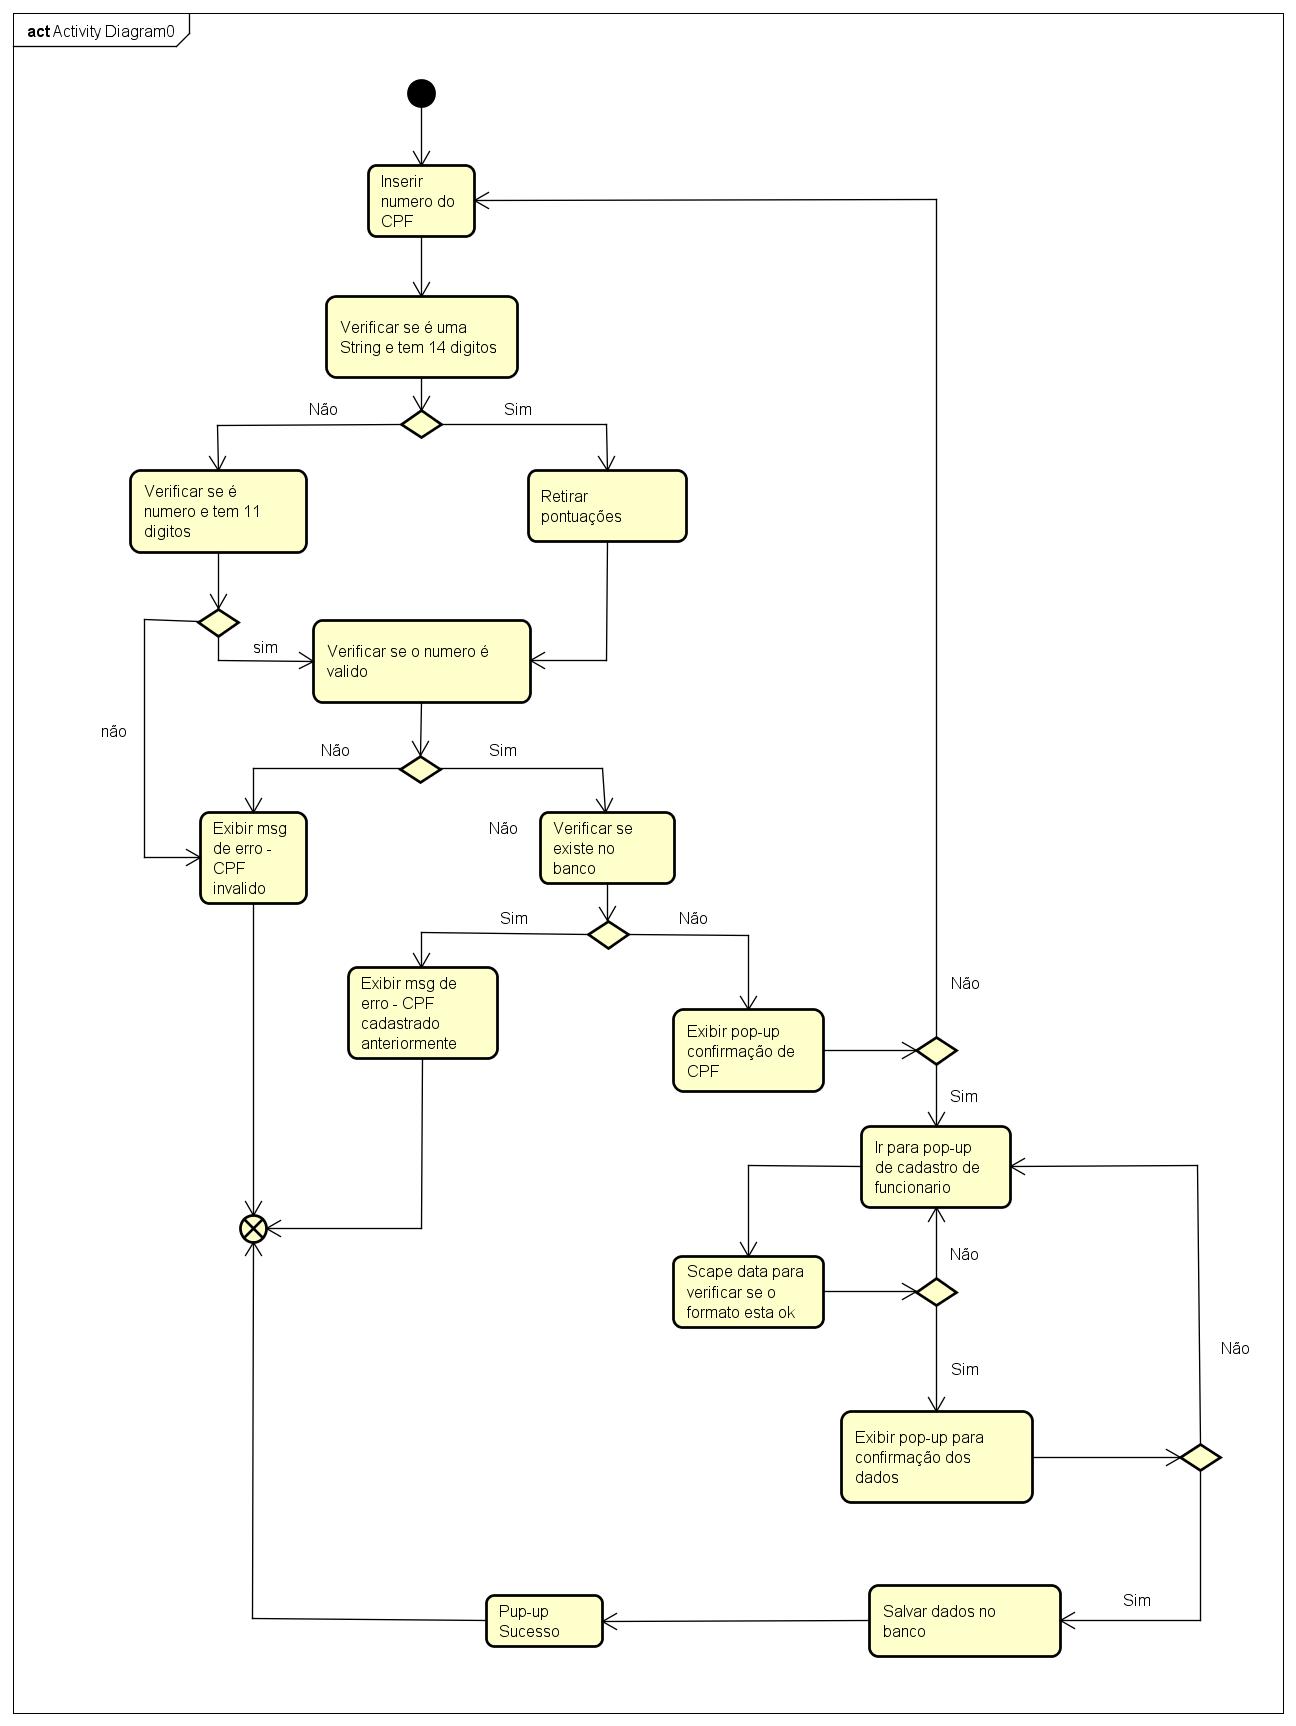 act Activity Diagram0
Inserir
numero do
CPF
Verificar se é uma
String e tem 14 digitos
Não
Sim
Verificar se é
numero e tem 11
digitos
Retirar
pontuações
sim
Verificar se o numero é
valido
não
Não
Sim
Exibir msg
de erro -
CPF
invalido
Não
Verificar se
existe no
banco
Sim
Não
Exibir msg de
erro - CPF
cadastrado
anteriormente
Exibir pop-up
confirmação de
CPF
Não
Sim
Ir para pop-up
de cadastro de
funcionario
Scape data para
verificar se o
formato esta ok
Não
Sim
Não
Exibir pop-up para
confirmação dos
dados
Sim
Salvar dados no
banco
Pup-up
Sucesso